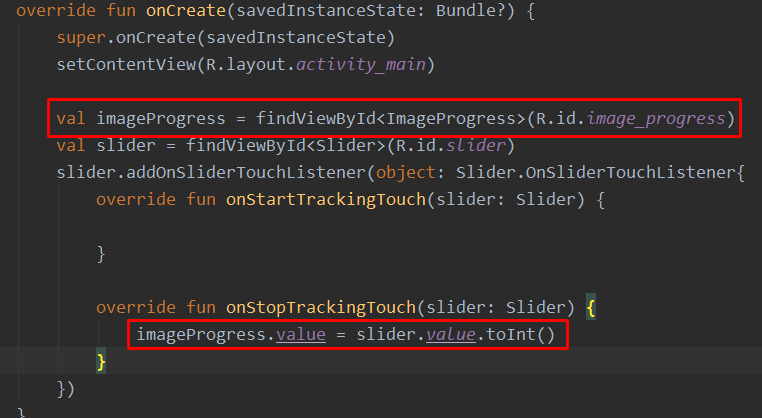 override fun onCreate(savedInstanceState: Bundle?) {
super.onCreate(savedInstanceState)
setContentView(R.layout.activity_main)
val imageProgress = findViewById<ImageProgress>(R.id.image_progress)
val slider = findViewById<Slider>(R.id.slider)
slider.addOnSliderTouchListener(object: Slider.OnSliderTouchListener{
override fun onStartTrackingTouch(slider: Slider) {
}
override fun onStopTrackingTouch(slider: Slider) {
imageProgress.value = slider.value.toInt()
}
})
}